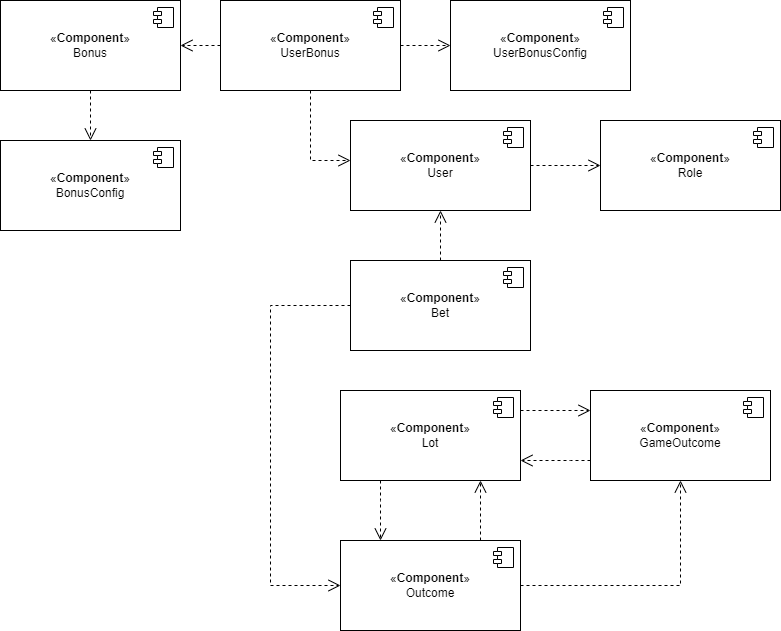 «Component»
Bonus
«Component»
UserBonus
«Component»
UserBonusConfig
«Component»
BonusConfig
«Component»
User
«Component»
Role
«Component»
Bet
«Component»
Lot
«Component»
GameOutcome
«Component»
Outcome